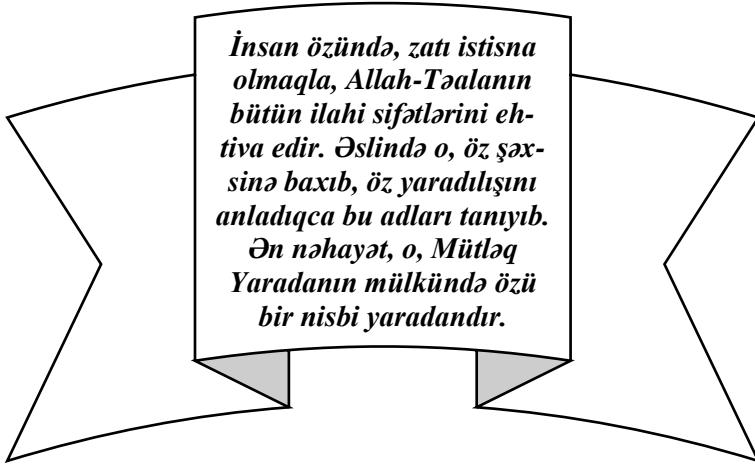 İnsan özündə, zatı istisna
olmaqla, Allah-Təalanın
bütün ilahi sifətlərini eh-
tiva edir. Əslində o, öz şəx-
sinə baxıb, öz yaradılışını
anladıqca bu adları tanıyıb.
Ən nəhayət, o, Mütləq
Yaradanın mülkündə özü
bir nisbi yaradandır.